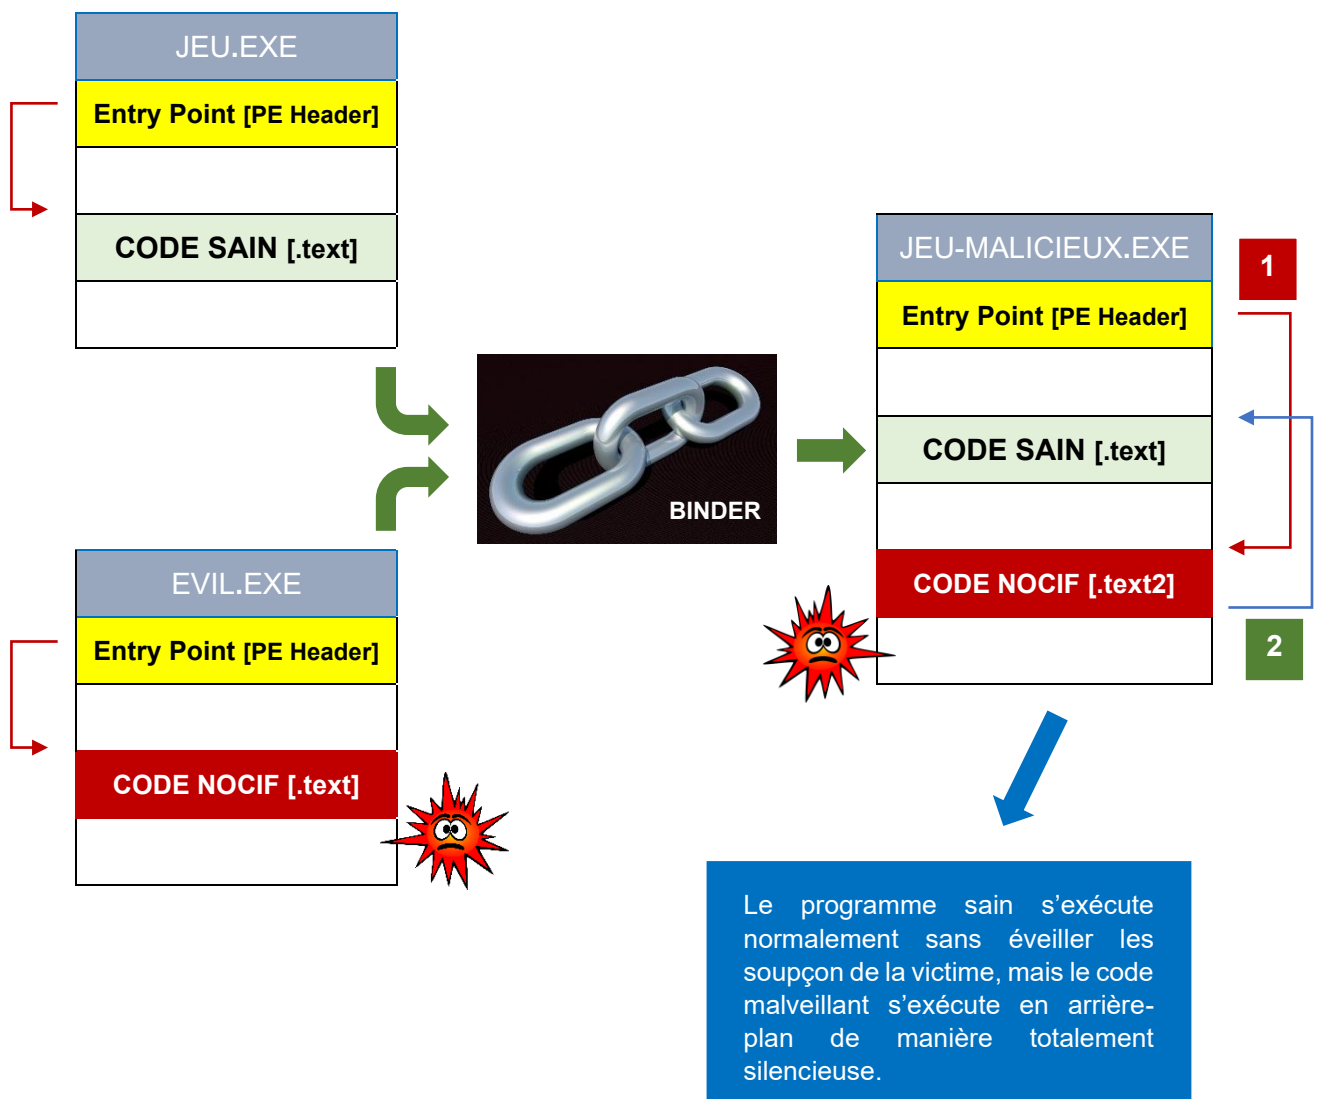 JEU.EXE
Entry Point [PE Header]
CODE SAIN [.text]
EVIL.EXE
Entry Point [PE Header]
CODE NOCIF [.text]
BINDER
JEU-MALICIEUX.EXE
Entry Point [PE Header]
CODE SAIN [.text]
CODE NOCIF [.text2]
1
2
Le programme sain s’exécute
normalement sans éveiller les
soupçon de la victime, mais le code
malveillant s’exécute en arrière-
plan de manière totalement
silencieuse.